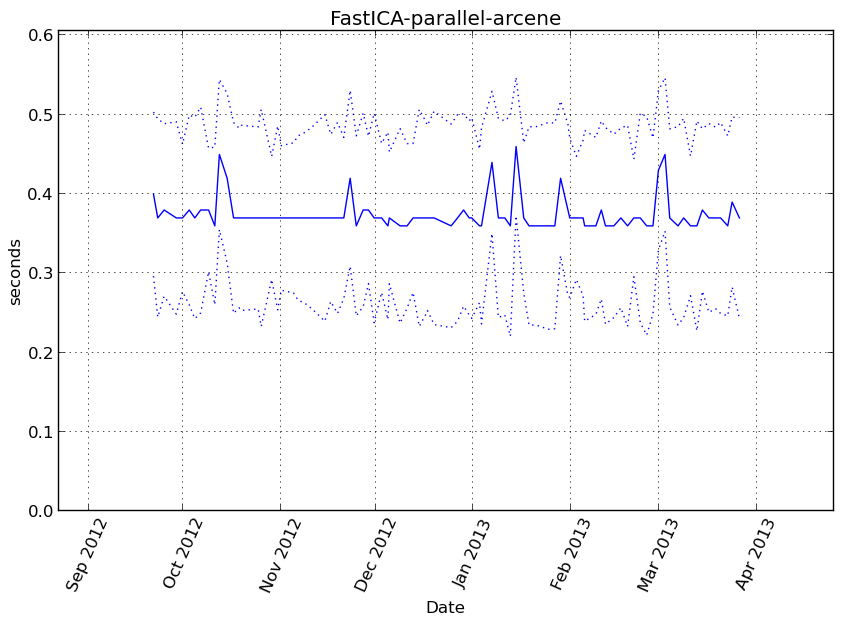 FastICA-parallel-arcene
0.6
0.5
0.4
0.3
0.2
0.1
0.0
seconds
Sep 2012
Oct 2012
Nov 2012
Dec 2012
Jan 2013
Feb 2013
Mar 2013
Apr 2013
Date